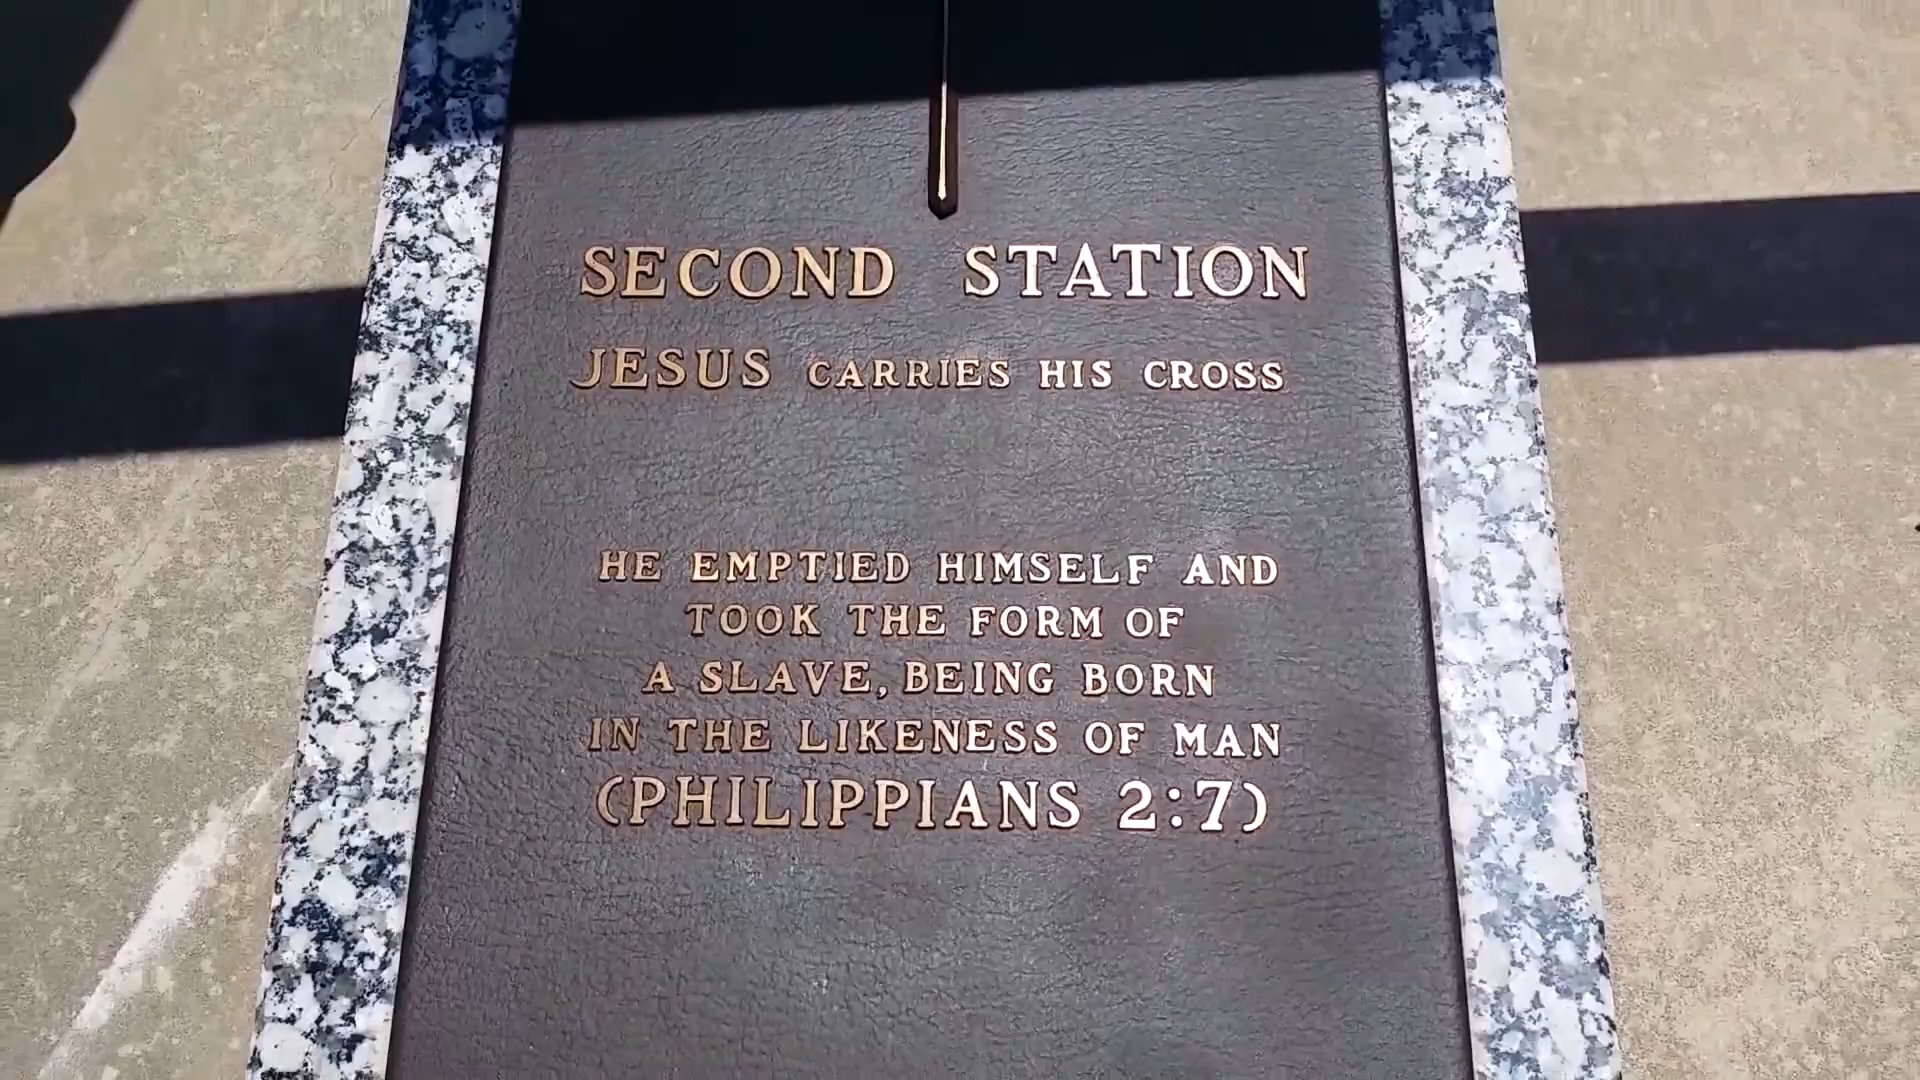 SECOND STATION
JESUS CARRIES HIS CROSS
HE EMPTIED HIMSELF AND
TOOK THE FORM OF
A SLAVE, BEING BORN
IN THE LIKENESS OF MAN
(PHILIPPIANS 2:7)